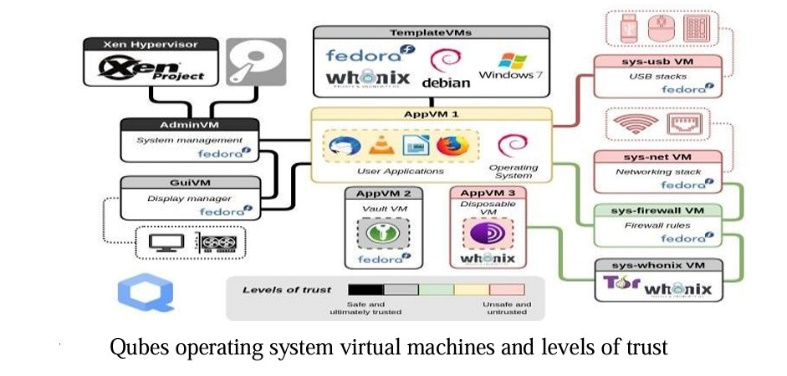 Xen Hypervisor
Xen
Project
TemplateVMs
fedora
whonix
debian
Windows 7
sys-usb VM
USB stacks
fedora
AdminVM
System management
fedora
AppVM 1
User Applications
Operating
System
sys-net VM
Networking stack
fedora
GuiVM
Display manager
fedora
AppVM 2
Vault VM
fedora
AppVM 3
Disposable
VM
whonix
sys-firewall VM
Firewall rules
fedora
sys-whonix VM
Tor whonix
Levels of trust
Safe and
ultimately trusted
Unsafe and
untrusted
Qubes operating system virtual machines and levels of trust